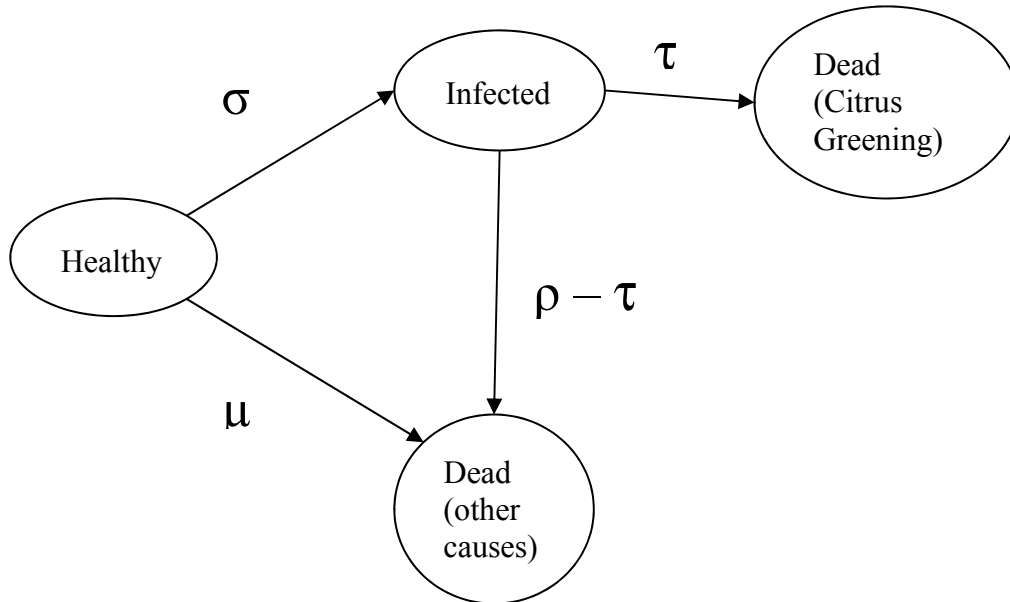 τ
Dead
(Citrus
Greening)
Infected
σ
Healthy
ρ – τ
μ
Dead
(other
causes)